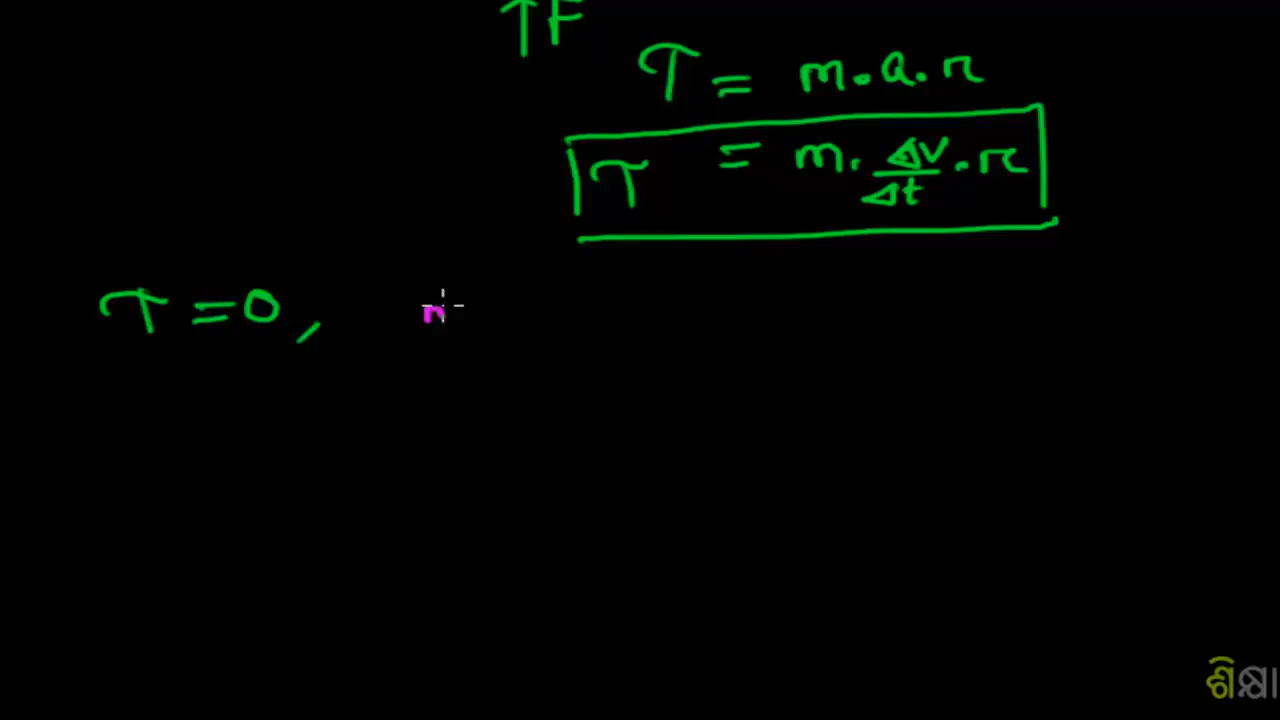 ↑F
τ = m.a.r
τ = m. Δv/Δt .r
τ = 0,
ଶିକ୍ଷା